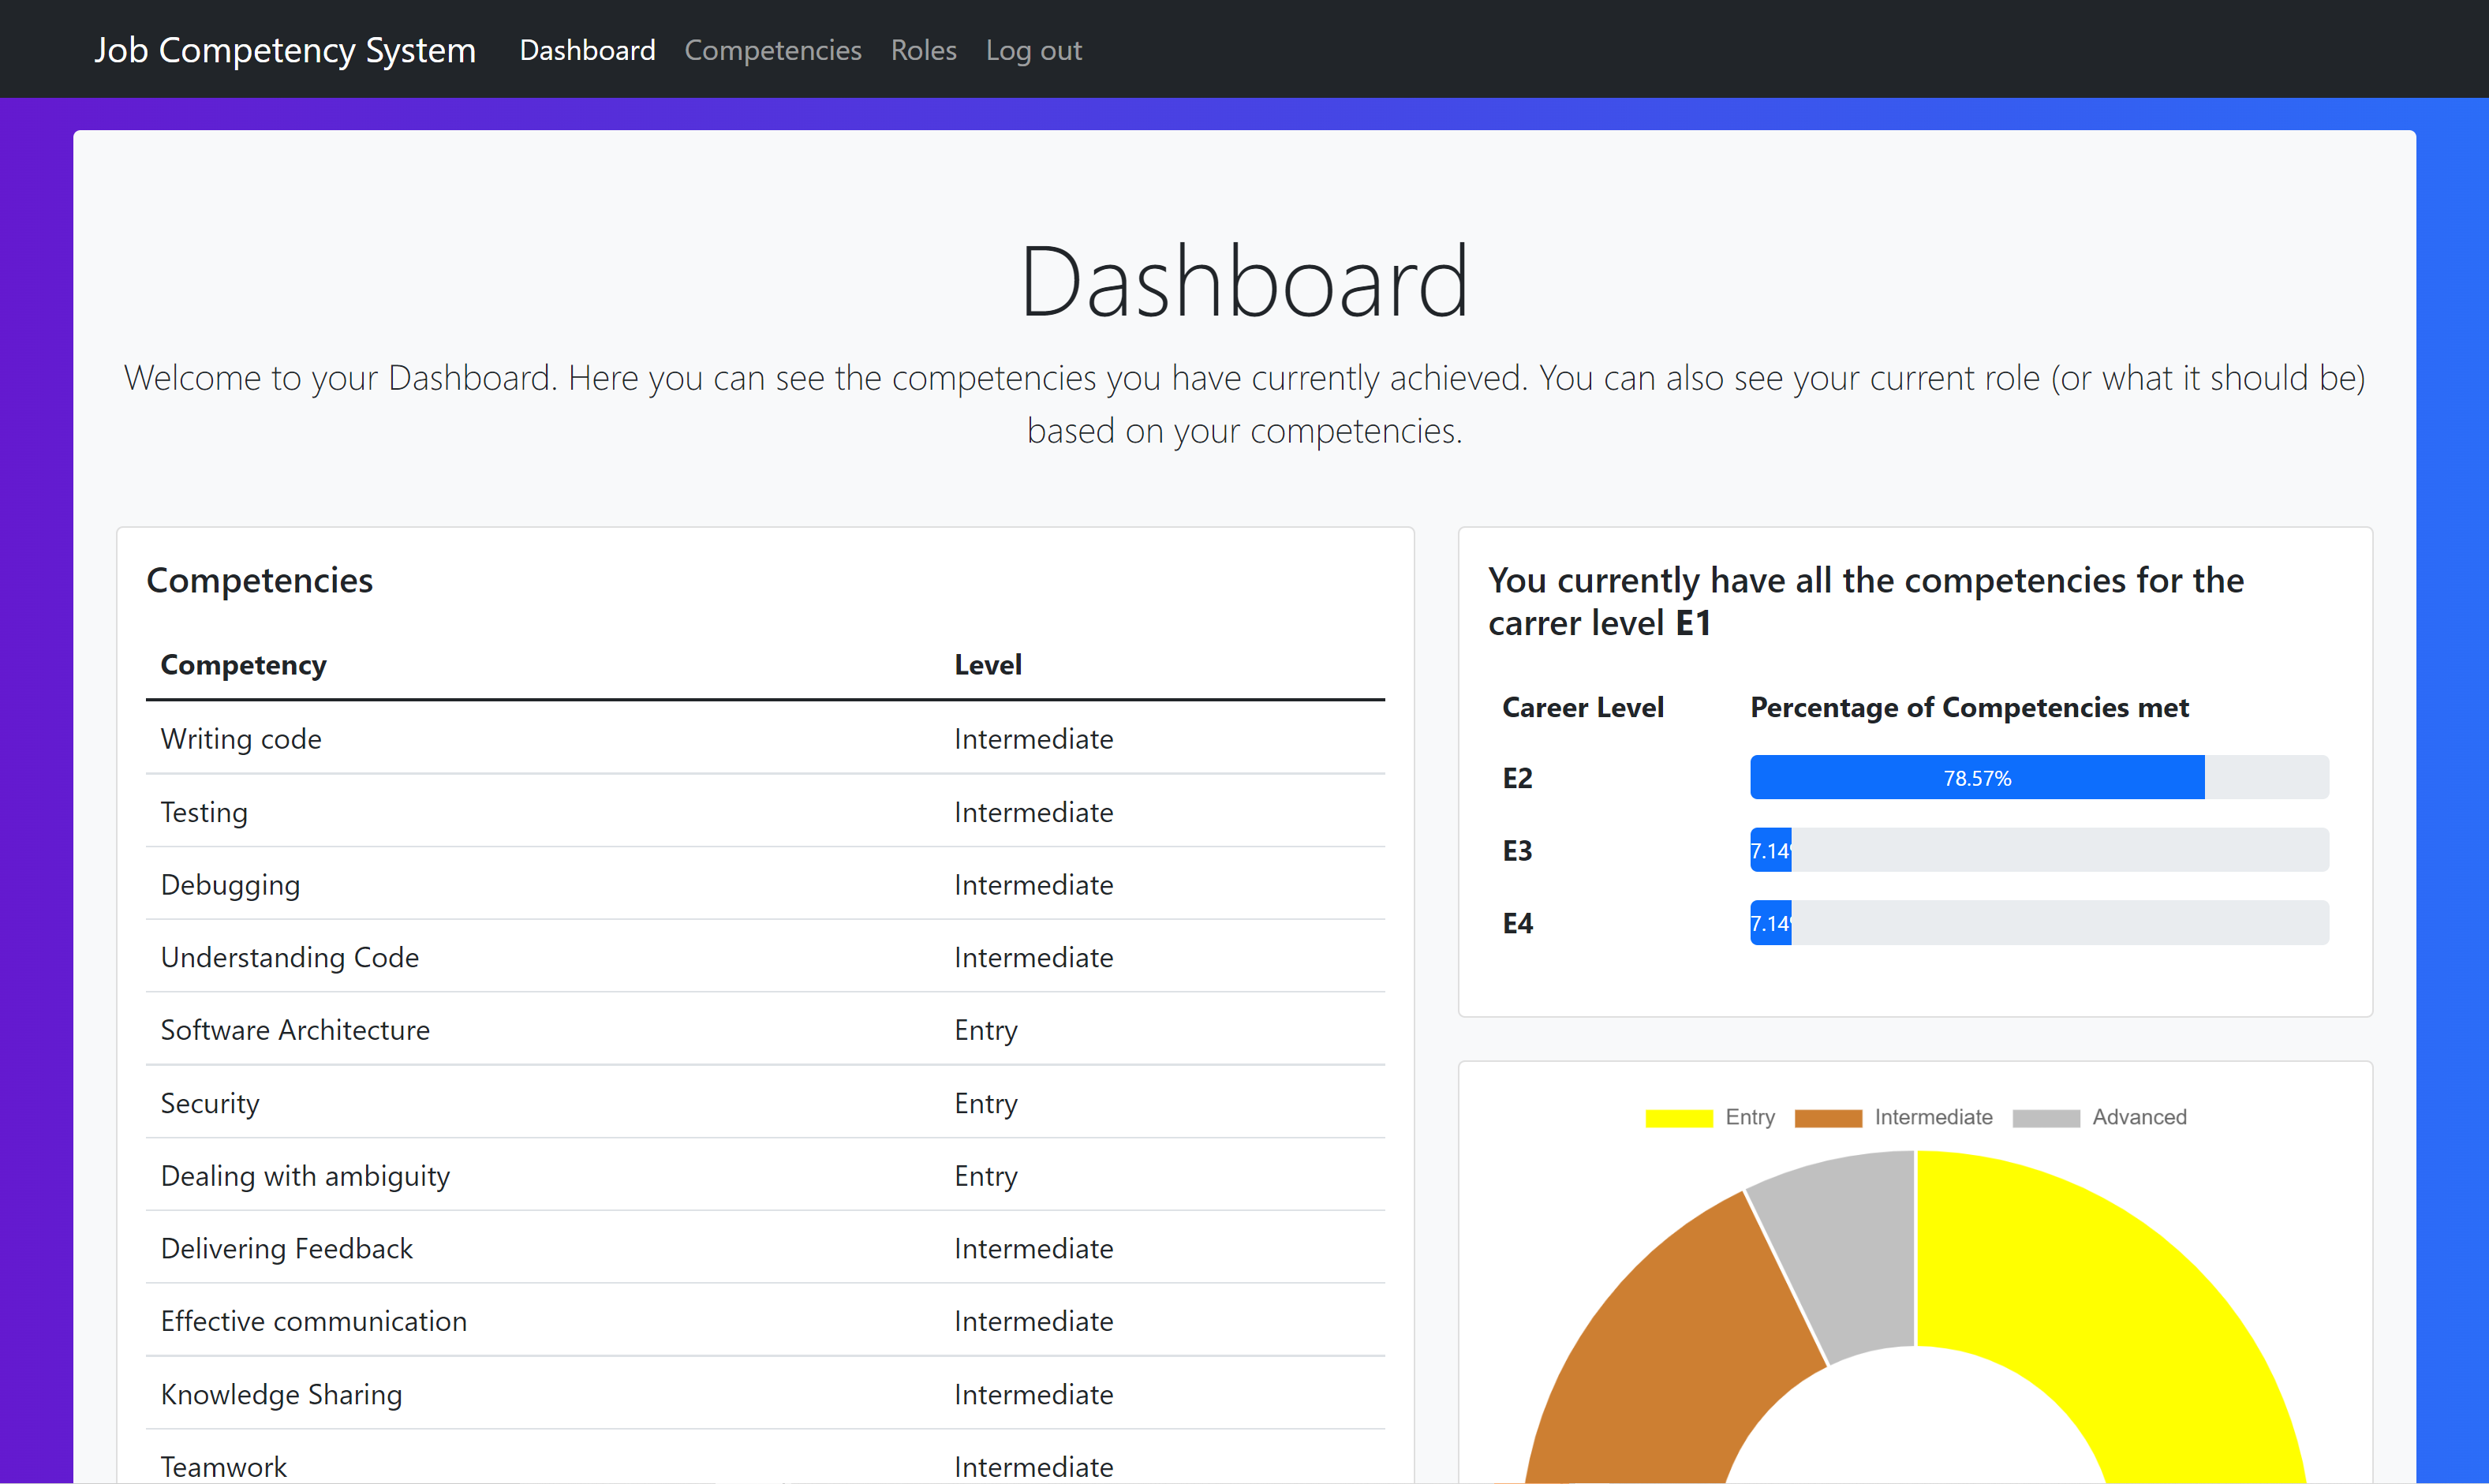 Job Competency System Dashboard Competencies Roles Log out
Dashboard
Welcome to your Dashboard. Here you can see the competencies you have currently achieved. You can also see your current role (or what it should be)
based on your competencies.
Competencies
Competency Level
Writing code Intermediate
Testing Intermediate
Debugging Intermediate
Understanding Code Intermediate
Software Architecture Entry
Security Entry
Dealing with ambiguity Entry
Delivering Feedback Intermediate
Effective communication Intermediate
Knowledge Sharing Intermediate
Teamwork Intermediate
You currently have all the competencies for the
carrer level E1
Career Level Percentage of Competencies met
E2 78.57%
E3 7.14
E4 7.14
Entry Intermediate Advanced